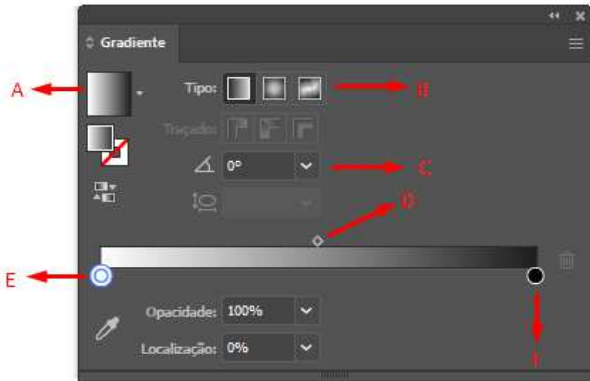 Gradiente
A
Tipo:
Traçado:
0°
C
D
E
Opacidade: 100%
Localização: 0%